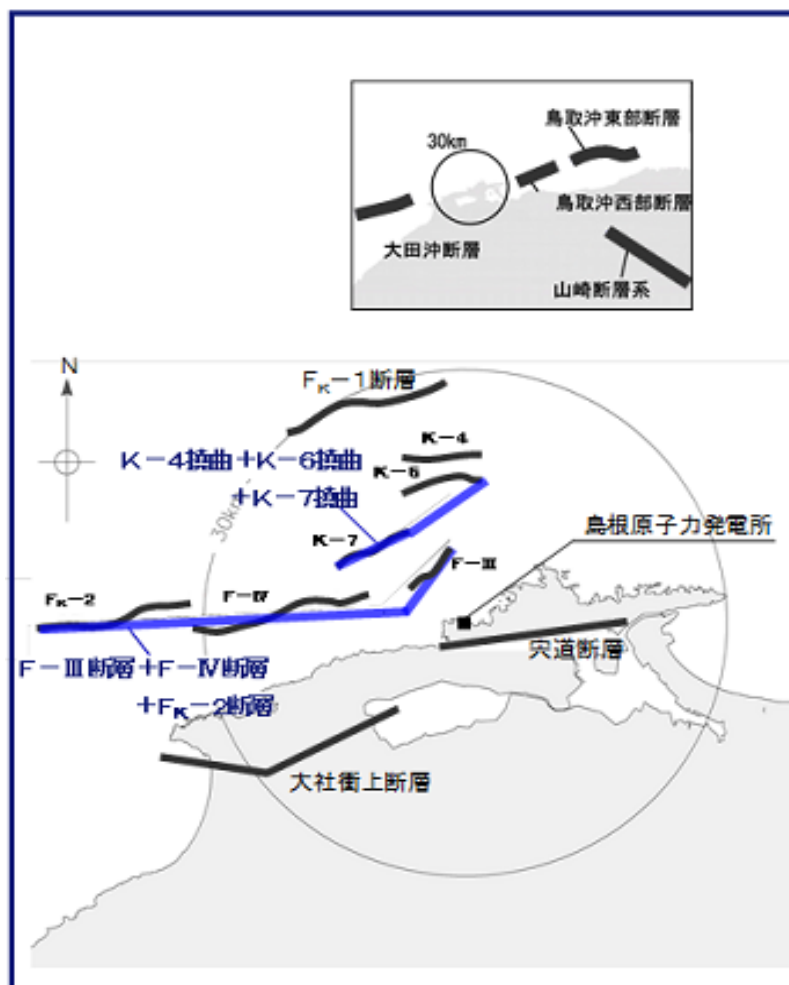 鳥取沖東部断層
30km
鳥取沖西部断層
大田沖断層
山崎断層系
N
Fκ-1断層
K-4
K-4撓曲+K-6撓曲
+K-7撓曲
K-6
30km
K-7
島根原子力発電所
F-Ⅲ
Fκ-2
F-Ⅳ
宍道断層
F-Ⅲ断層+F-Ⅳ断層
+Fκ-2断層
大社衝上断層